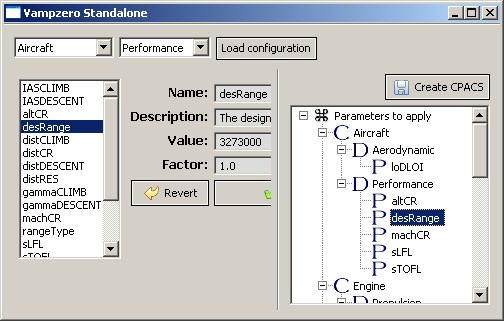 Vampzero Standalone
Aircraft
Performance
Load configuration
IASCLIMB
IASDESCENT
altCR
desRange
distCLIMB
distCR
distDESCENT
distRES
gammaCLIMB
gammaDESCENT
machCR
rangeType
sLFL
sTOFL
Name: desRange
Description: The design
Value: 3273000
Factor: 1.0
Revert
Create CPACS
Parameters to apply
C Aircraft
D Aerodynamic
P loDLOI
D Performance
P altCR
P desRange
P machCR
P sLFL
P sTOFL
C Engine
D Propulsion